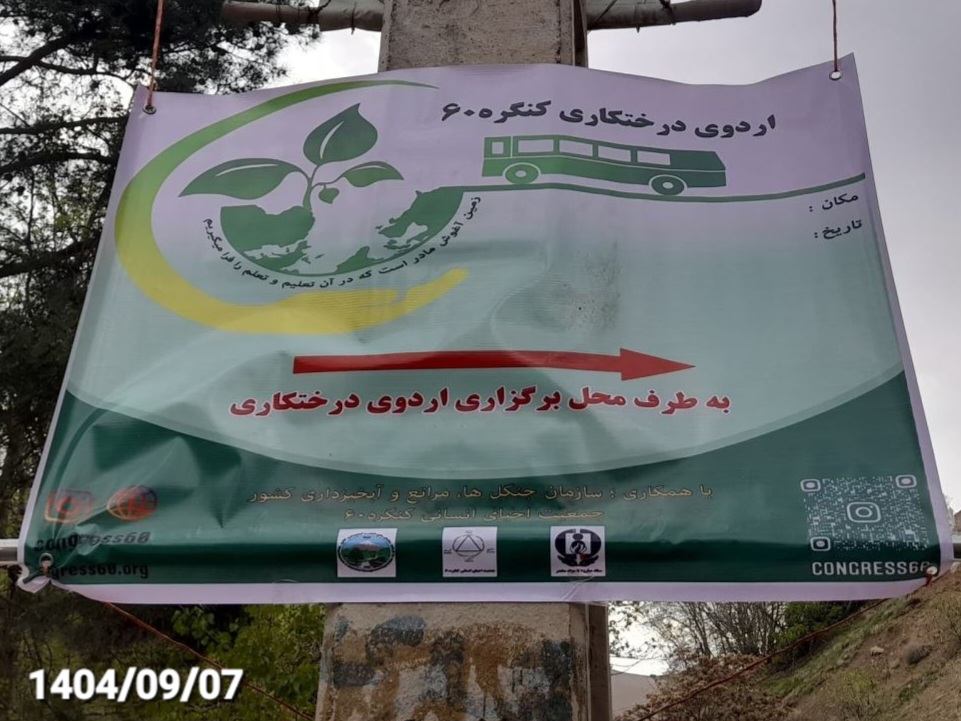 اردوی درختکاری کنگره ۶۰
مکان :
تاریخ :
زمین آغوش مادر است که در آن تعلیم و تعلم را فرا میگیریم
به طرف محل برگزاری اردوی درختکاری
با همکاری : سازمان جنگل ها، مراتع و آبخیزداری کشور
جمعیت احیای انسانی کنگره ۶۰
congress60
gress60.org
CONGRESS60
1404/09/07